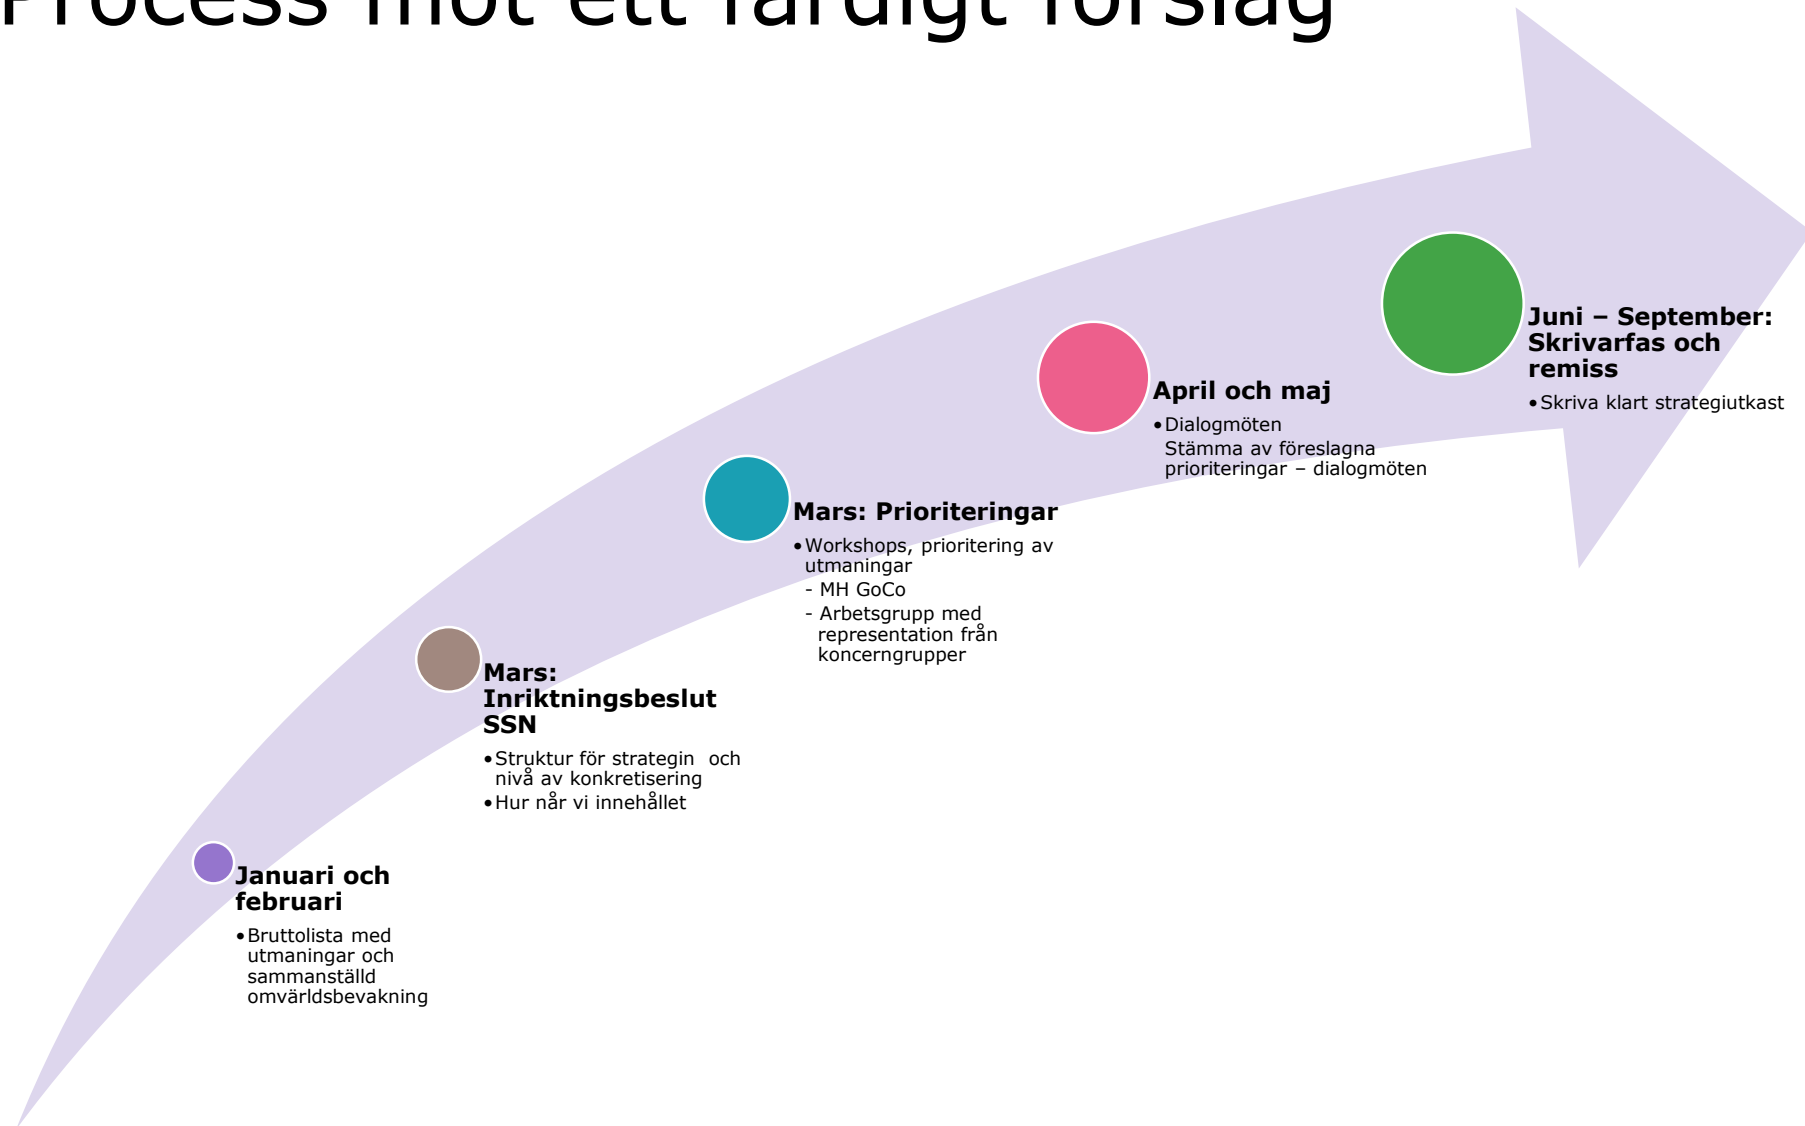 Process mot ett färdigt förslag
Juni – September:
Skrivarfas och
remiss
•Skriva klart strategiutkast
April och maj
•Dialogmöten
Stämma av föreslagna
prioriteringar – dialogmöten
Mars: Prioriteringar
•Workshops, prioritering av
utmaningar
- MH GoCo
- Arbetsgrupp med
representation från
koncerngrupper
Mars:
Inriktningsbeslut
SSN
•Struktur för strategin  och
nivå av konkretisering
•Hur når vi innehållet
Januari och
februari
•Bruttolista med
utmaningar och
sammanställd
omvärldsbevakning